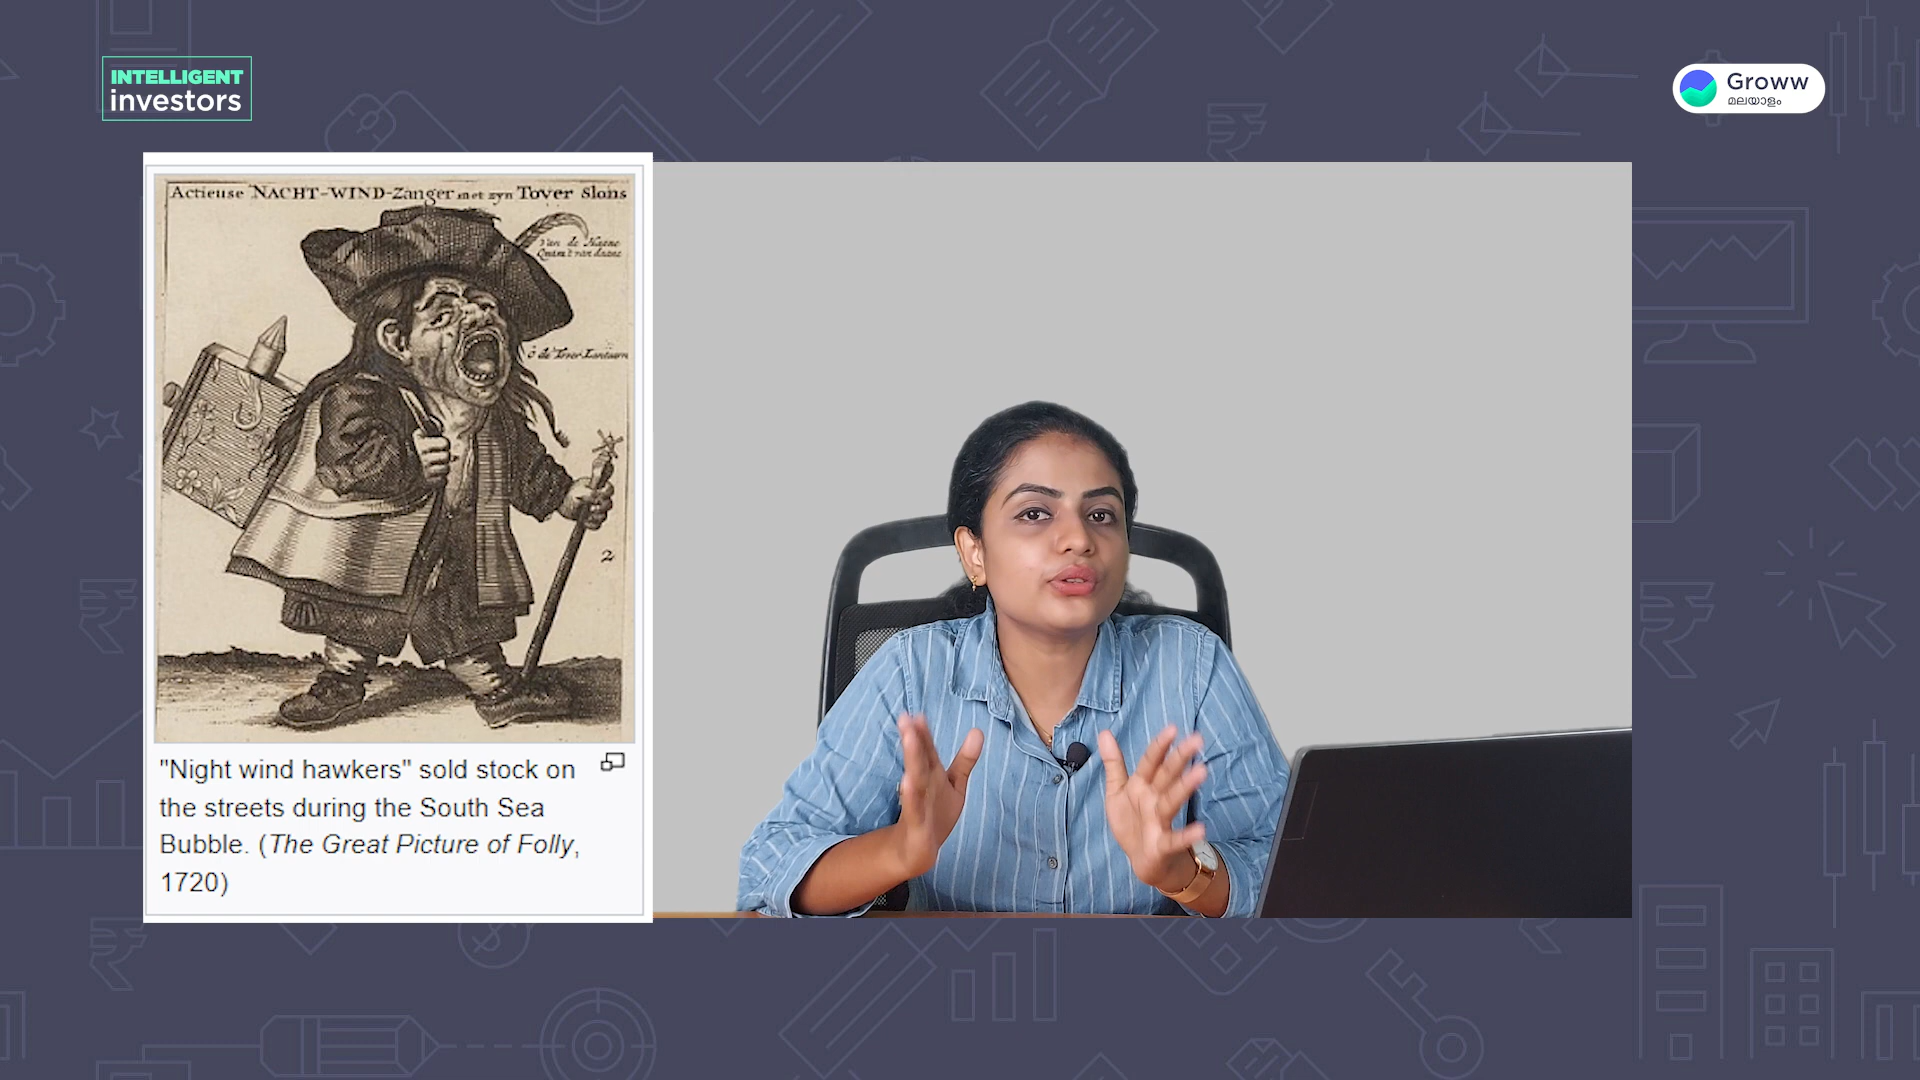 INTELLIGENT
investors
Groww
മലയാളം
Actieuse NACHT-WIND-Zanger met zyn Tover Slons
2
"Night wind hawkers" sold stock on
the streets during the South Sea
Bubble. (The Great Picture of Folly,
1720)